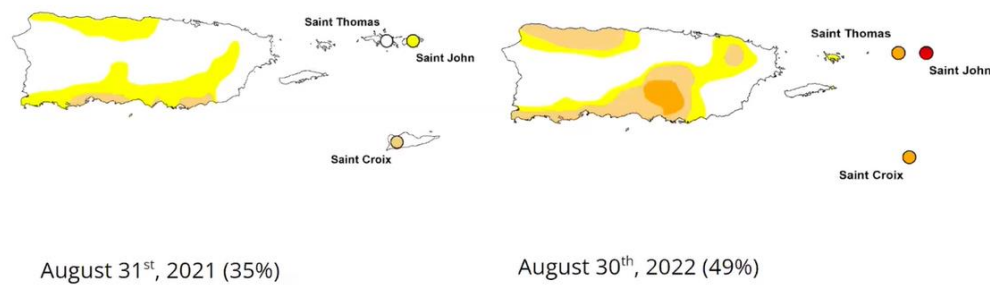 Saint Thomas
Saint John
Saint Croix
August 31st, 2021 (35%)
Saint Thomas
Saint John
Saint Croix
August 30th, 2022 (49%)